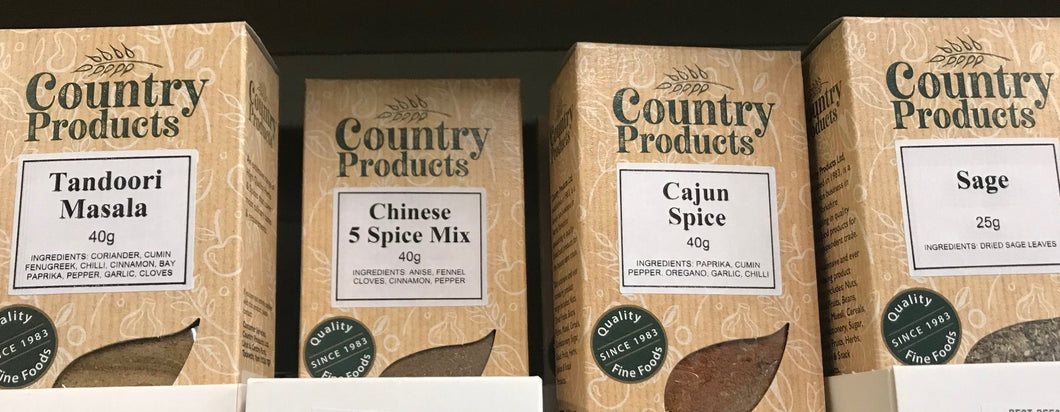 Country
Products
Tandoori
Masala
40g
INGREDIENTS: CORIANDER, CUMIN
FENUGREEK, CHILLI, CINNAMON, BAY
PAPRIKA, PEPPER, GARLIC, CLOVES
Quality
CE 1983
Fine Foods
Country
Products
Chinese
5 Spice Mix
40g
INGREDIENTS: ANISE, FENNEL
CLOVES, CINNAMON, PEPPER
Quality
SINCE 1983
Fine Foods
Country
Products
Cajun
Spice
40g
INGREDIENTS: PAPRIKA, CUMIN
PEPPER, OREGANO, GARLIC, CHILLI
Quality
SINCE 1983
Fine Foods
Country
Products
Sage
25g
INGREDIENTS: DRIED SAGE LEAVES
Quality
SINCE 1983
Fine Foods